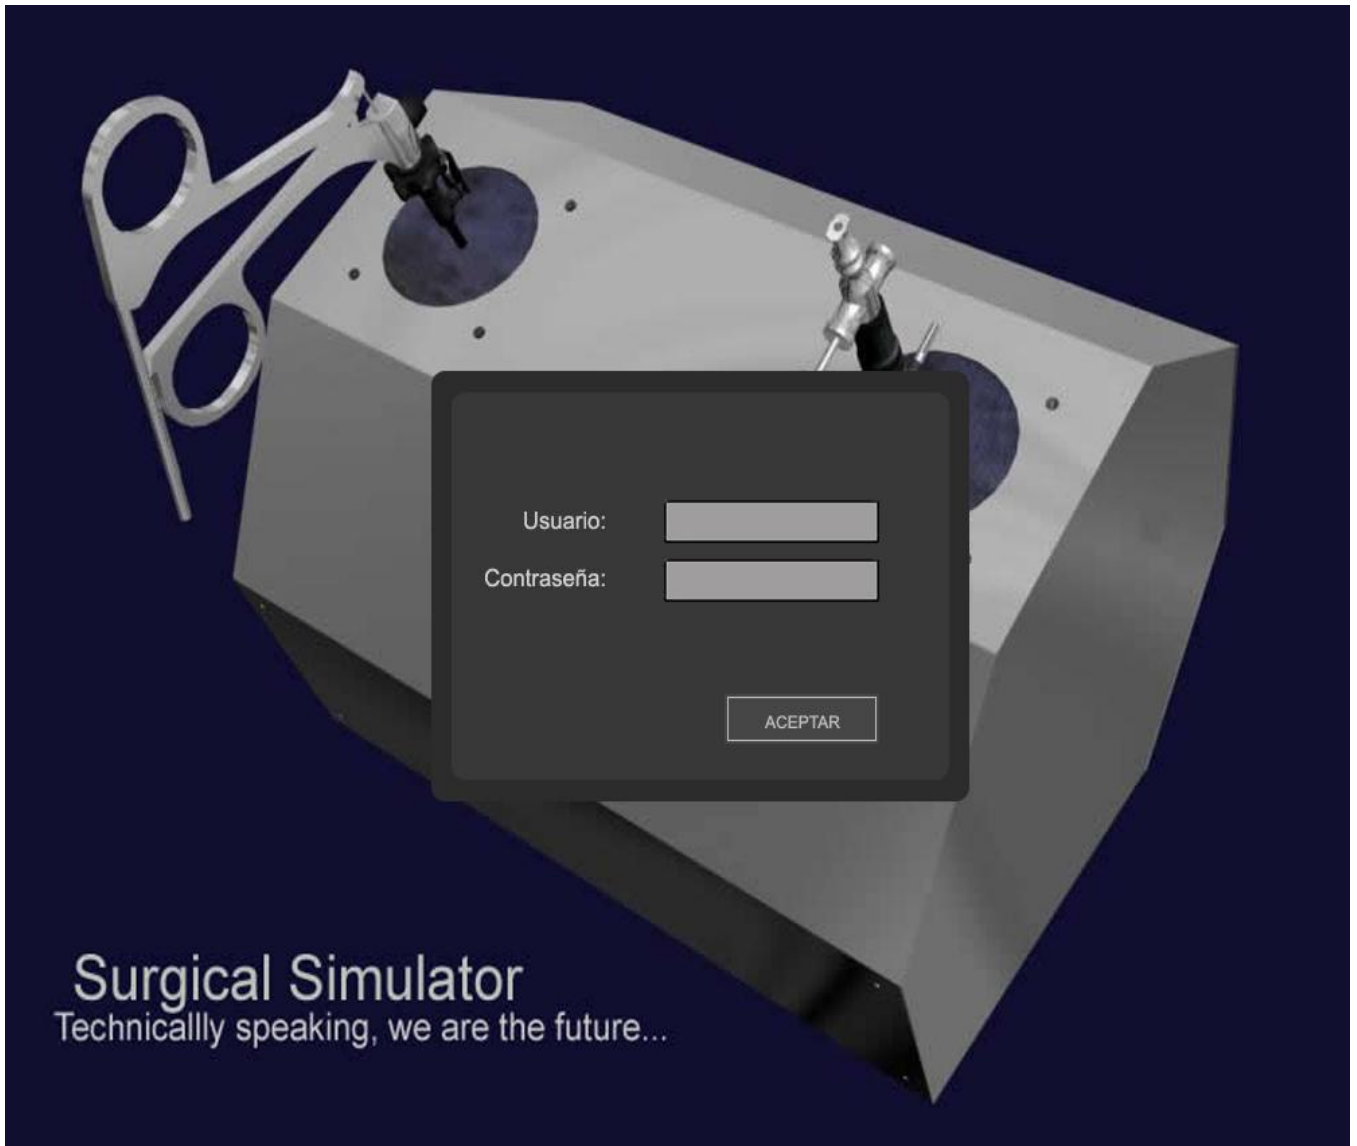 Usuario:
Contraseña:
ACEPTAR
Surgical Simulator
Technicallly speaking, we are the future...